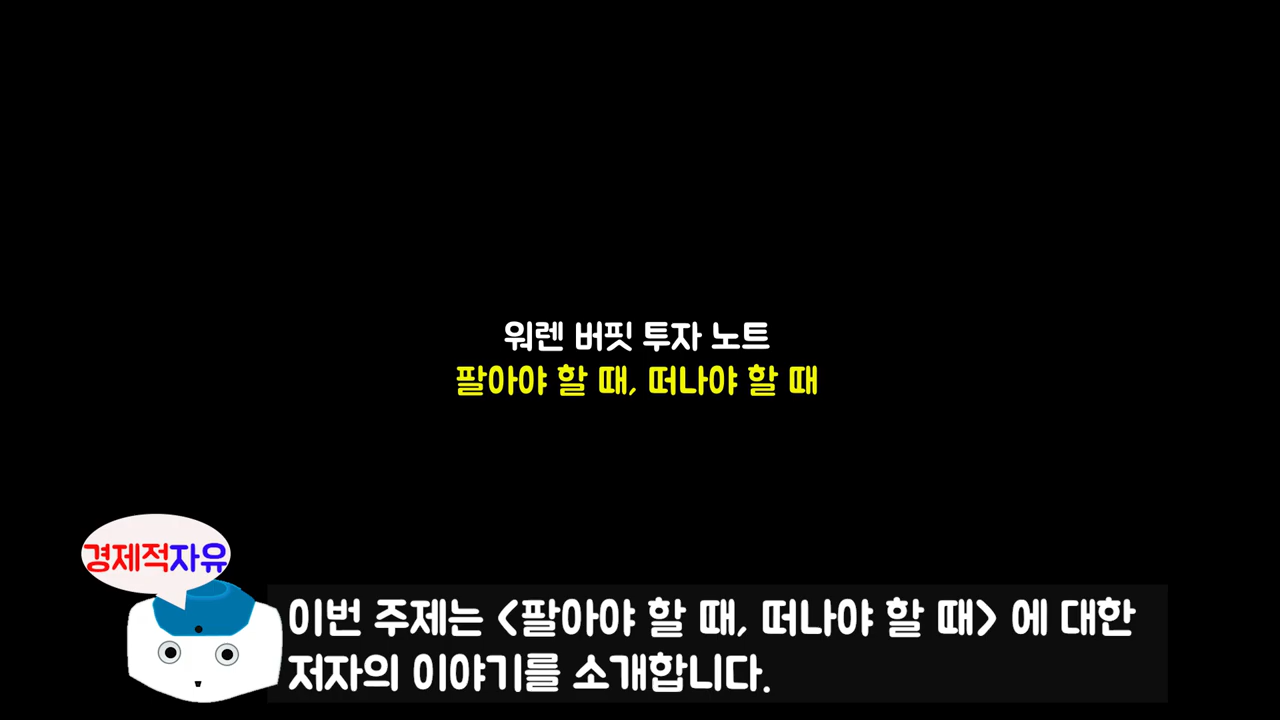 워렌 버핏 투자 노트
팔아야 할 때, 떠나야 할 때
경제적자유
이번 주제는 <팔아야 할 때, 떠나야 할 때> 에 대한
저자의 이야기를 소개합니다.